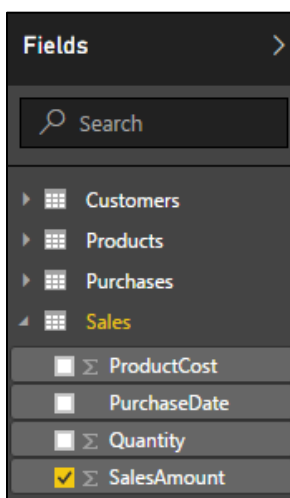 Fields
Search
Customers
Products
Purchases
Sales
ProductCost
PurchaseDate
Quantity
SalesAmount